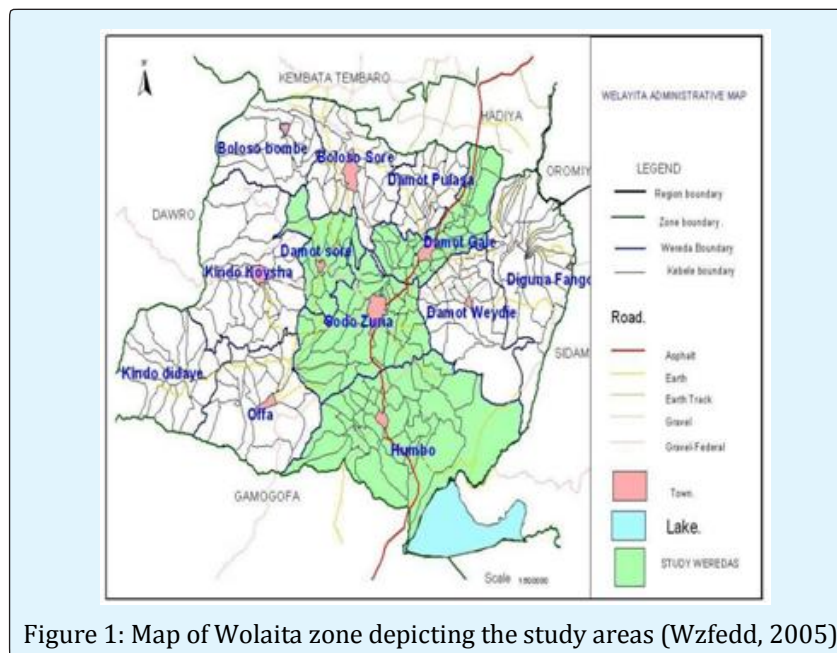 KEMBATA TEMBARO
WELAYITA ADMINISTRATIVE MAP
HADIYA
Boloso bombe
Boloso Sore
Damot Pulasa
OROMIY
LEGEND
Region boundary
Zone boundary.
Wereda Boundary
Kebele boundary
DAWRO
Damot sore
Damot Gale
Kindo Koysha
Diguna Fango
Damot Weydie
Sodo Zuria
Road.
SIDAM
Asphalt
Earth
Earth Track
Gravel
Gravel-Federal
Kindo didaye
Offa
Humbo
GAMOGOFA
Town.
Lake.
STUDY WEREDAS
Scale
Figure 1: Map of Wolaita zone depicting the study areas (Wzfedd, 2005)